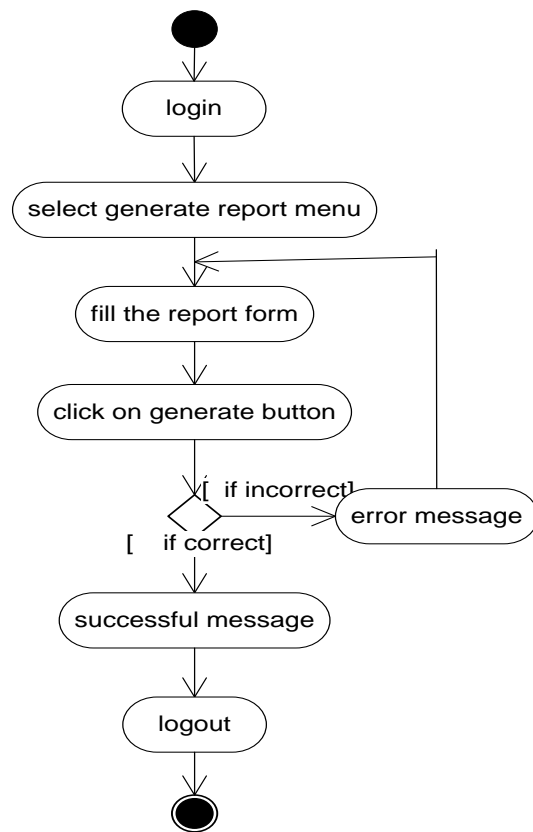 login
select generate report menu
fill the report form
click on generate button
[ if incorrect]
error message
[ if correct]
successful message
logout